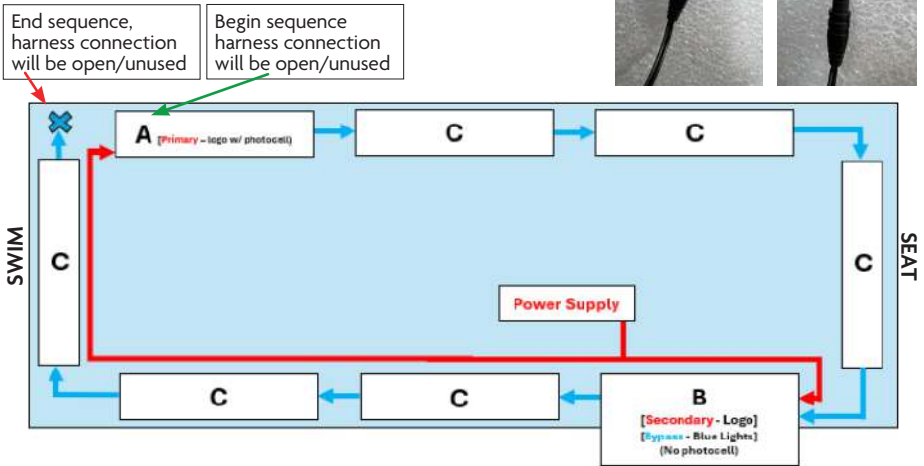 End sequence,
harness connection
will be open/unused
Begin sequence
harness connection
will be open/unused
A [Primary – logo w/ photocell)
C
C
SWIM
C
C
SEAT
Power Supply
C
C
B
[Secondary - Logo]
[Bypass - Blue Lights]
(No photocell)